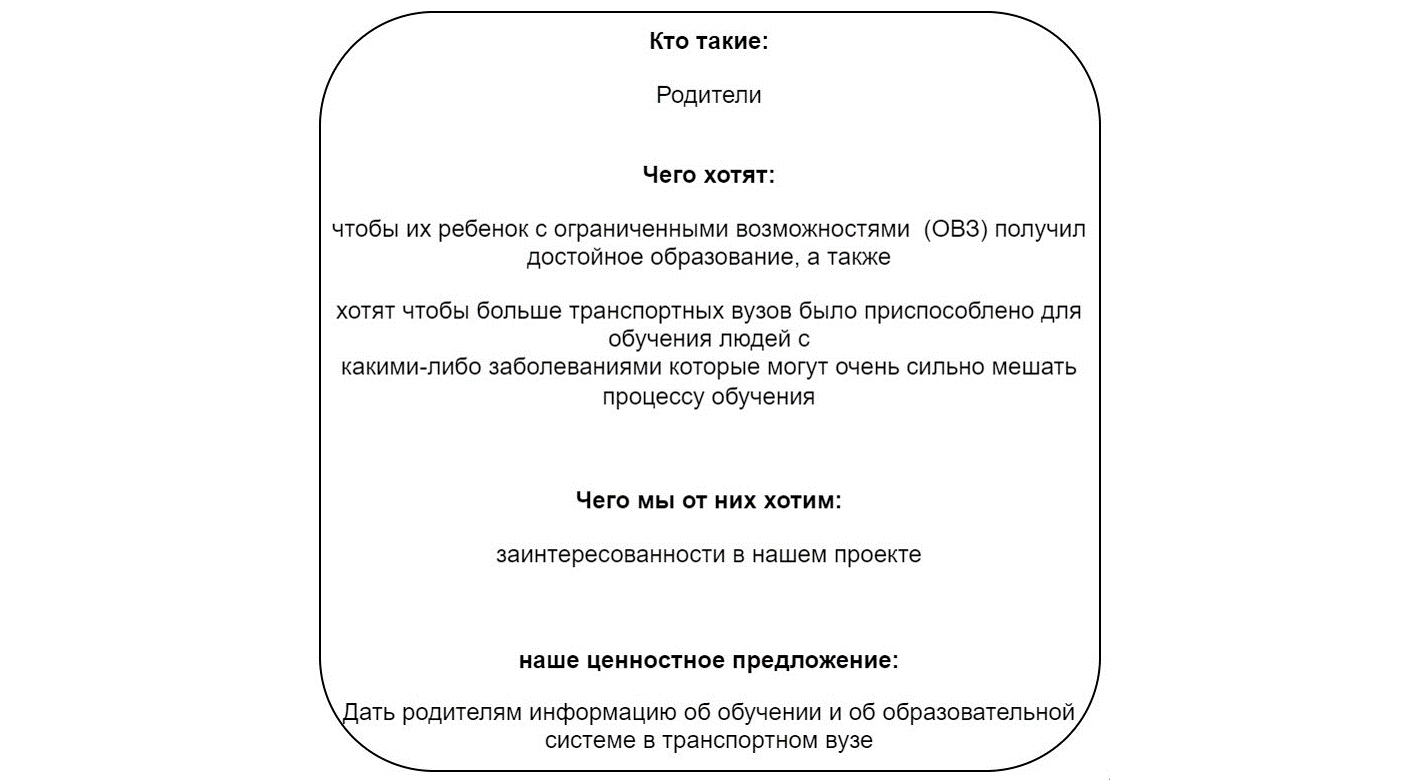 Кто такие:
Родители
Чего хотят:
чтобы их ребенок с ограниченными возможностями  (ОВЗ) получил
достойное образование, а также
хотят чтобы больше транспортных вузов было приспособлено для
обучения людей с
какими-либо заболеваниями которые могут очень сильно мешать
процессу обучения
Чего мы от них хотим:
заинтересованности в нашем проекте
наше ценностное предложение:
Дать родителям информацию об обучении и об образовательной
системе в транспортном вузе